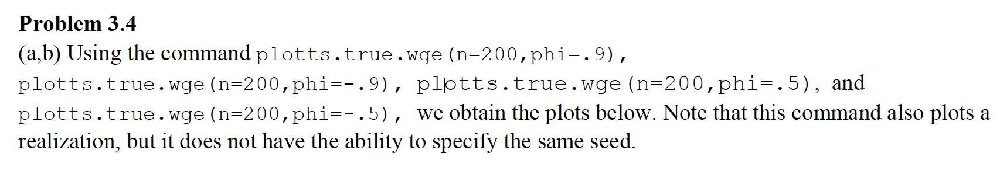 Problem 3.4
(a,b) Using the command plotts.true.wge(n=200,phi=.9),
plotts.true.wge(n=200,phi=-.9), plotts.true.wge(n=200,phi=.5), and
plotts.true.wge(n=200,phi=-.5), we obtain the plots below. Note that this command also plots a
realization, but it does not have the ability to specify the same seed.